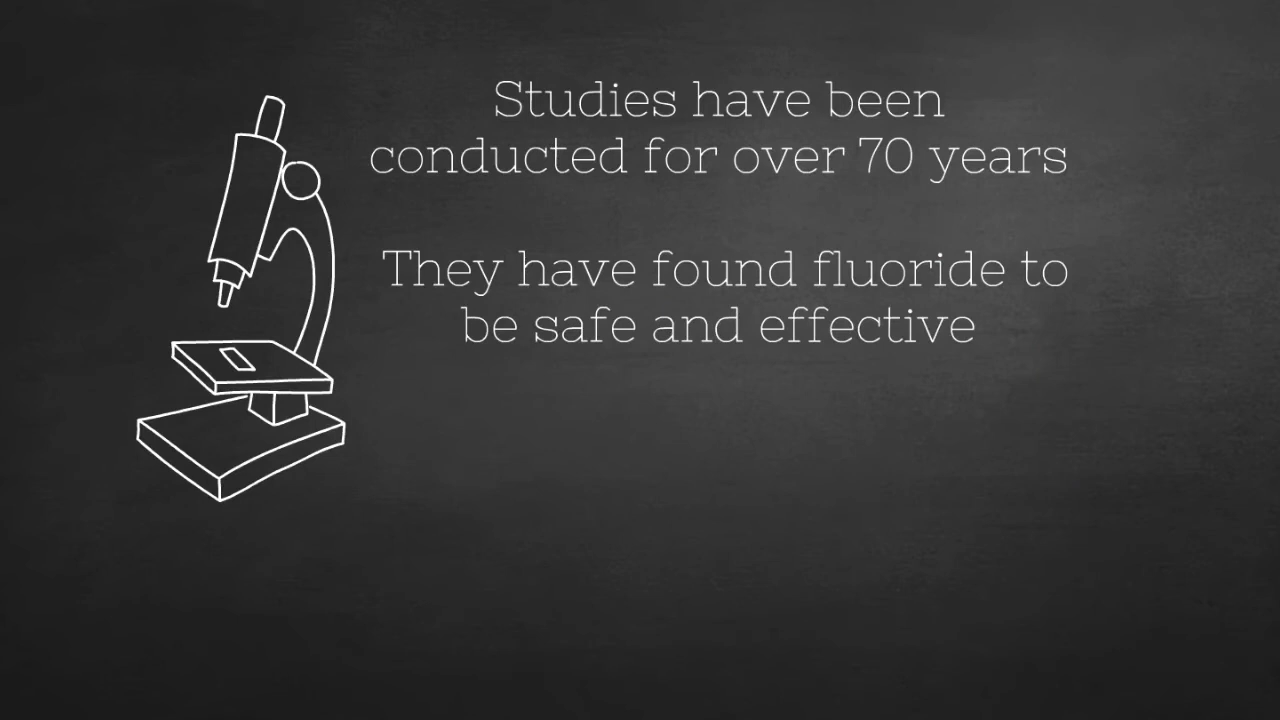 Studies have been
conducted for over 70 years
They have found fluoride to
be safe and effective